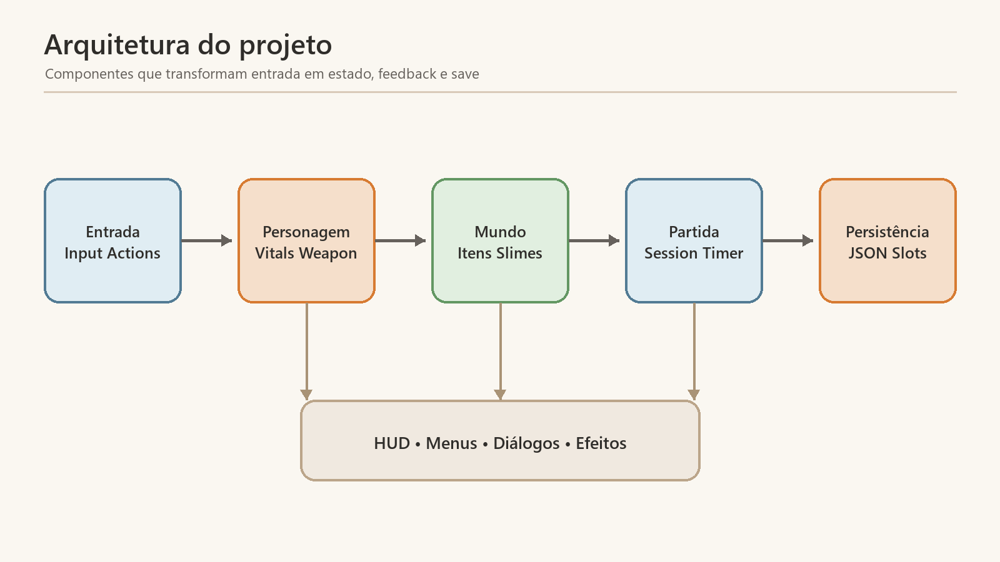 Arquitetura do projeto
Componentes que transformam entrada em estado, feedback e save
Entrada
Input Actions
Personagem
Vitals Weapon
Mundo
Itens Slimes
Partida
Session Timer
Persistência
JSON Slots
HUD • Menus • Diálogos • Efeitos